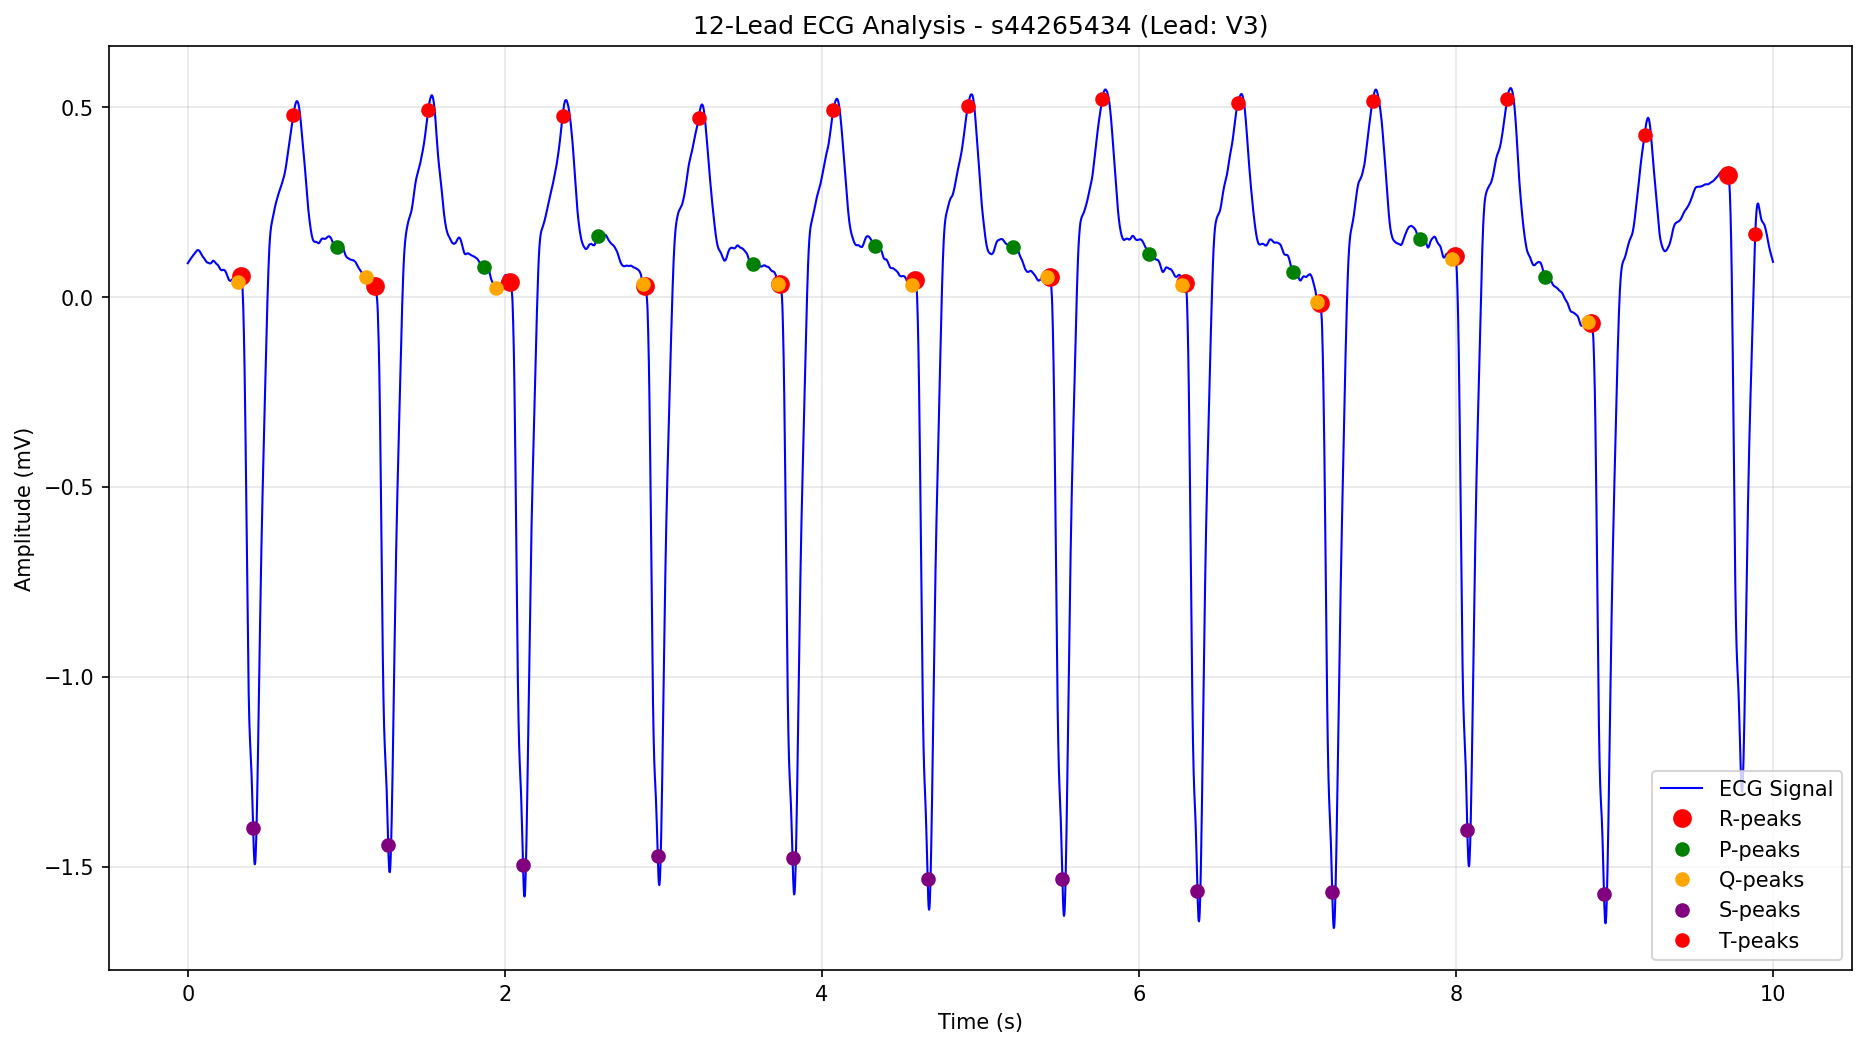 12-Lead ECG Analysis - s44265434 (Lead: V3)
0.5
0.0
−0.5
−1.0
−1.5
Amplitude (mV)
0 2 4 6 8 10
Time (s)
ECG Signal
R-peaks
P-peaks
Q-peaks
S-peaks
T-peaks